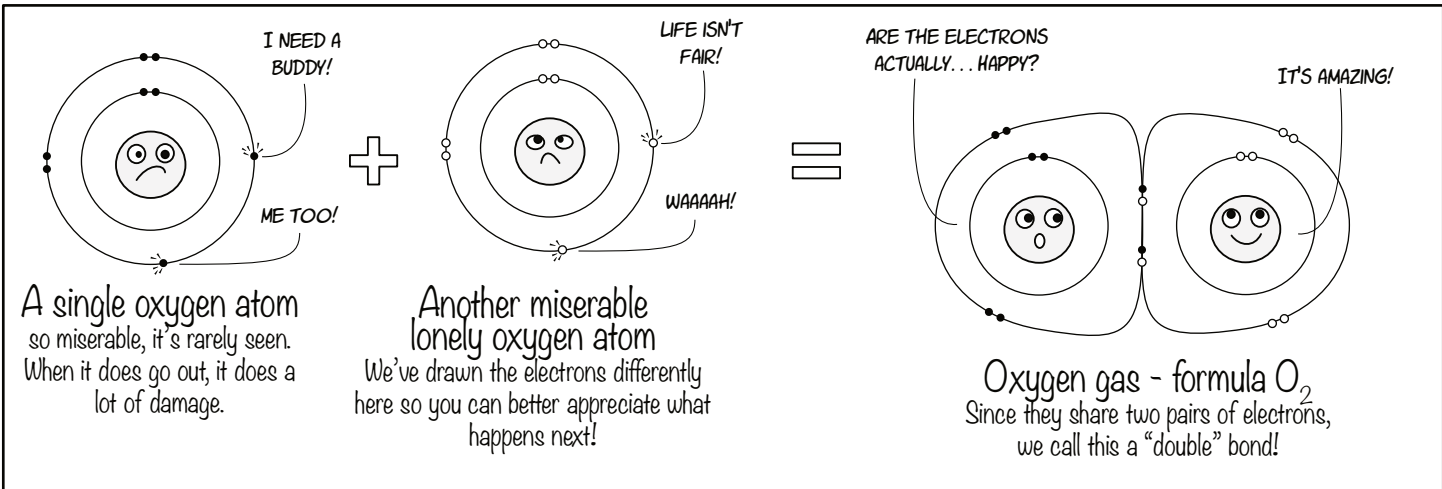 I NEED A
BUDDY!
ME TOO!
A single oxygen atom
so miserable, it's rarely seen.
When it does go out, it does a
lot of damage.
LIFE ISN'T
FAIR!
WAAAAH!
Another miserable
lonely oxygen atom
We've drawn the electrons differently
here so you can better appreciate what
happens next!
ARE THE ELECTRONS
ACTUALLY... HAPPY?
IT'S AMAZING!
Oxygen gas - formula O₂
Since they share two pairs of electrons,
we call this a "double" bond!